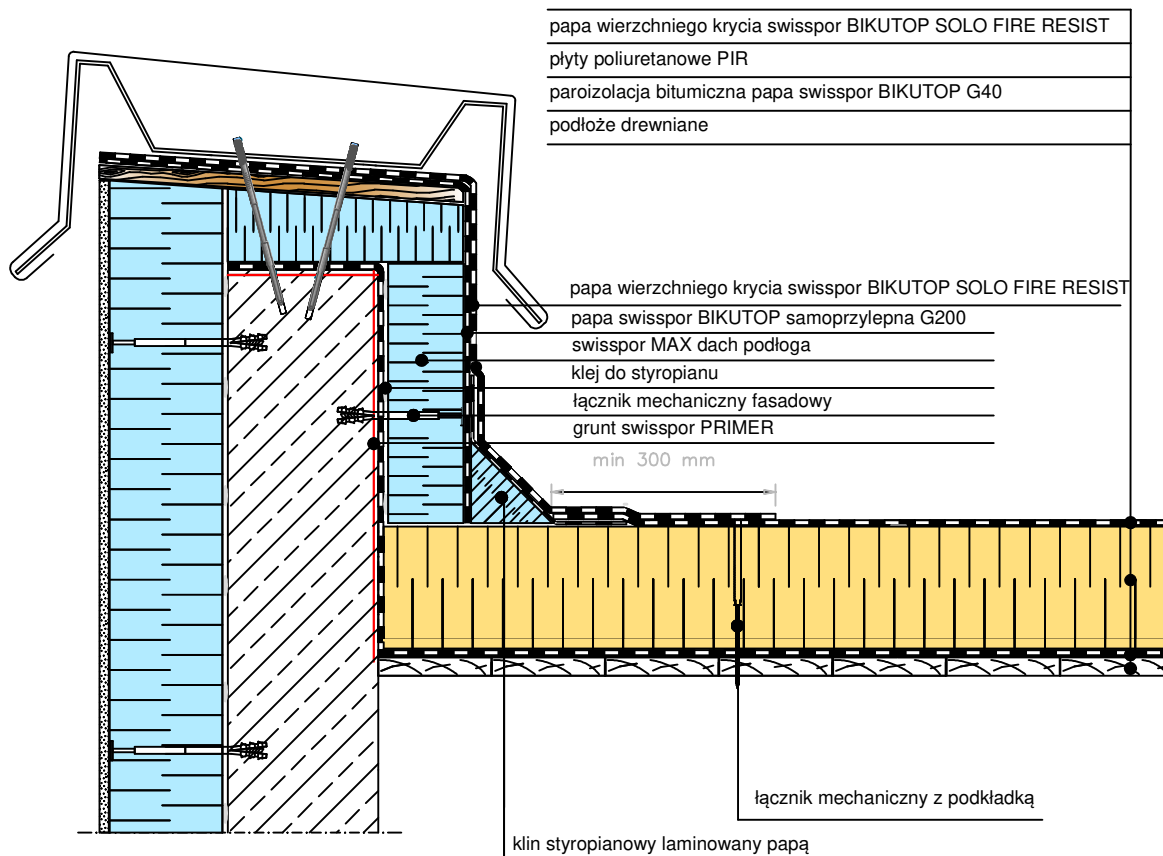 papa wierzchniego krycia swisspor BIKUTOP SOLO FIRE RESIST
płyty poliuretanowe PIR
paroizolacja bitumiczna papa swisspor BIKUTOP G40
podłoże drewniane
papa wierzchniego krycia swisspor BIKUTOP SOLO FIRE RESIST
papa swisspor BIKUTOP samoprzylepna G200
swisspor MAX dach podłoga
klej do styropianu
łącznik mechaniczny fasadowy
grunt swisspor PRIMER
min 300 mm
łącznik mechaniczny z podkładką
klin styropianowy laminowany papą